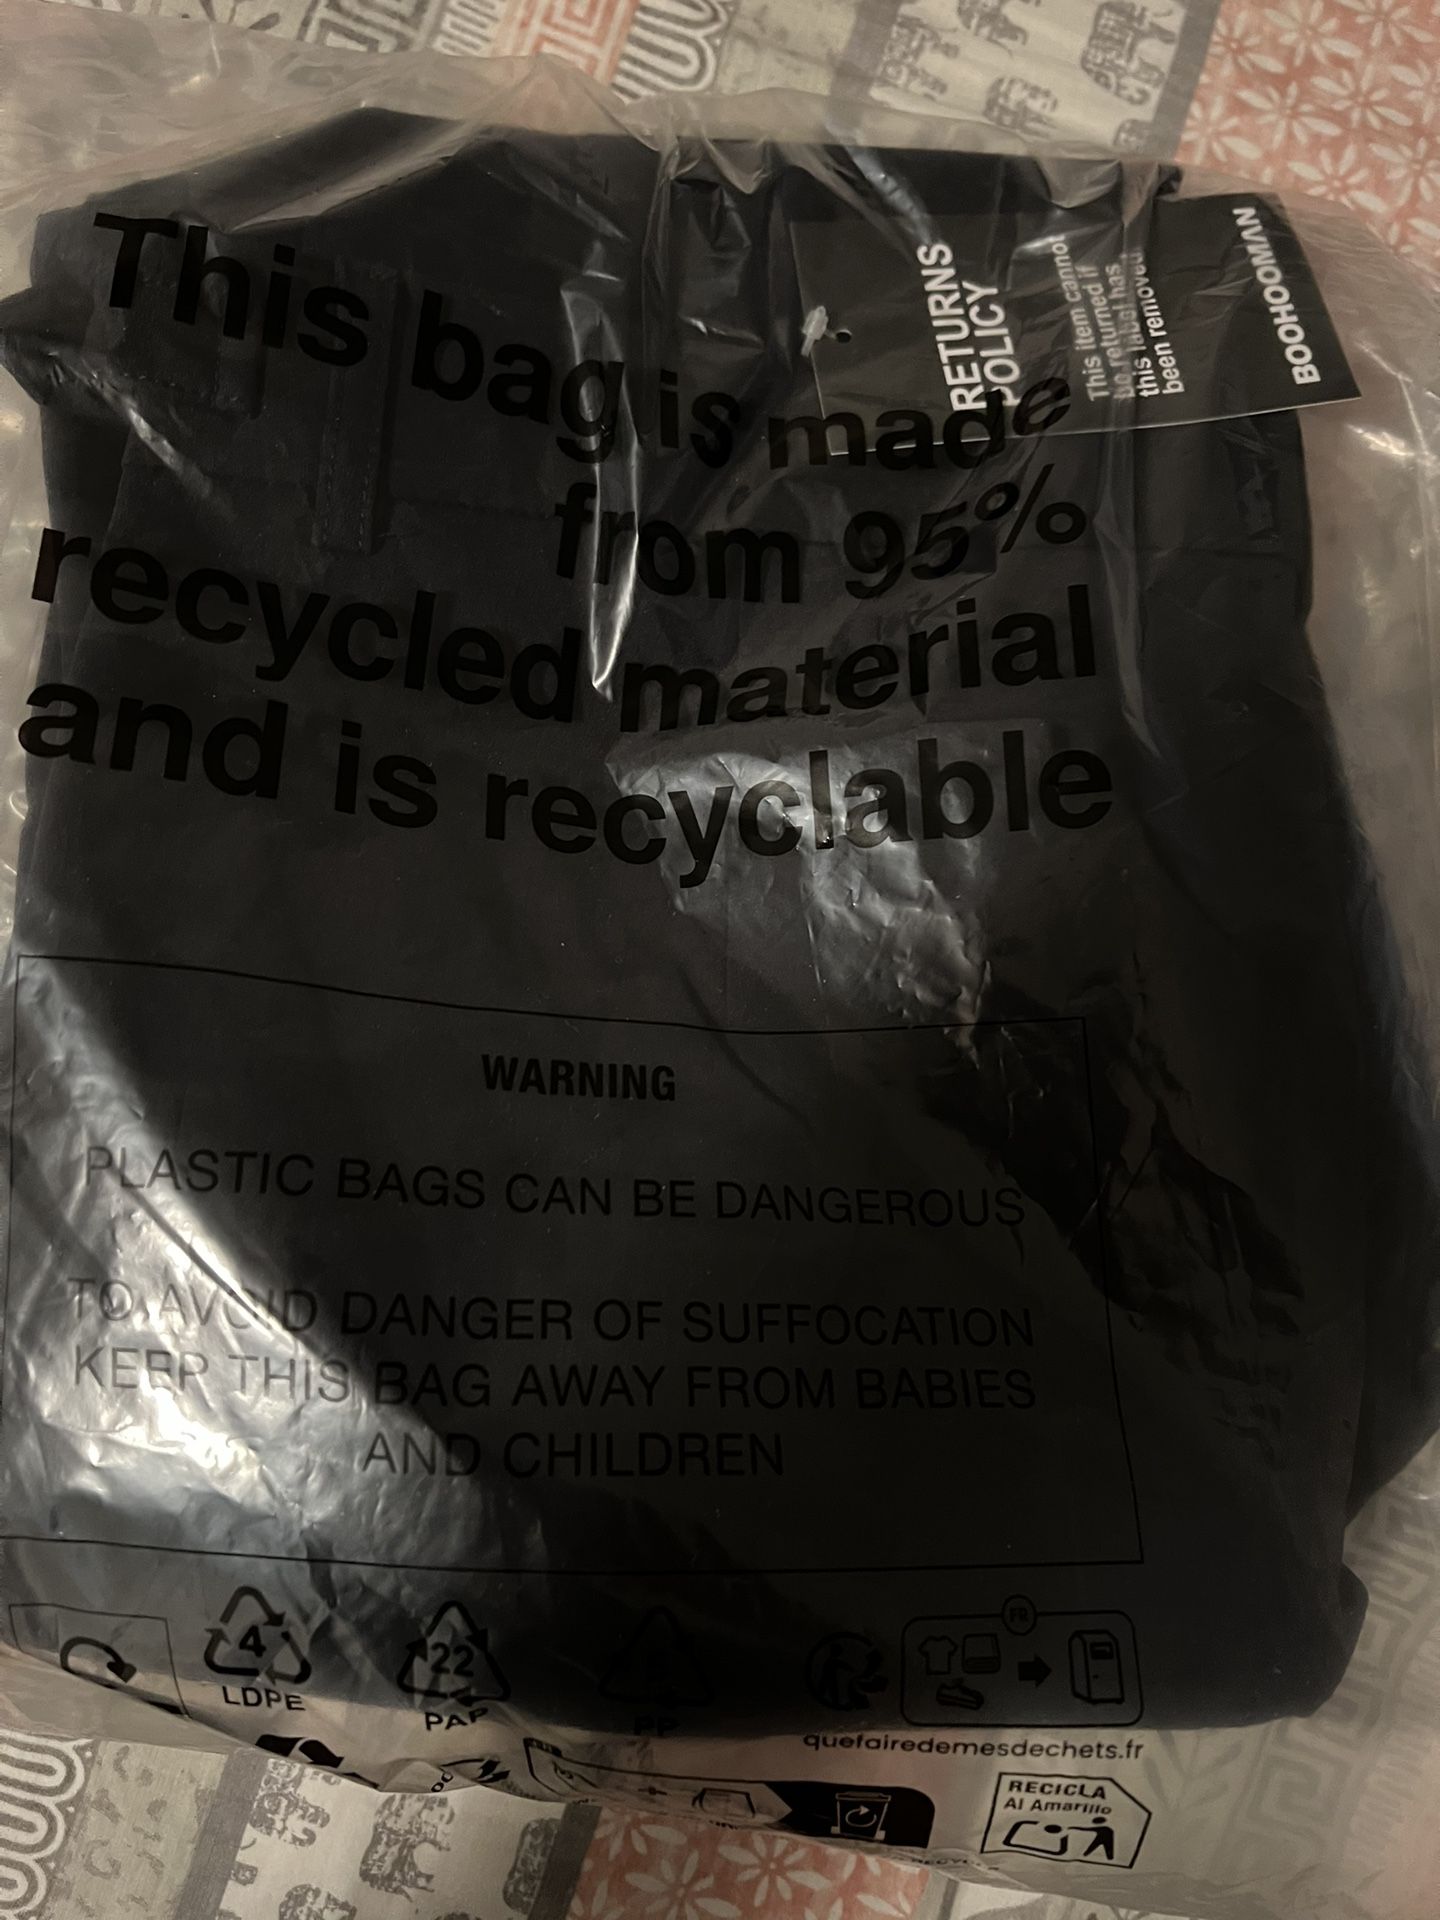 This bag is made
from 95%
recycled material
and is recyclable
RETURNS
POLICY
This item cannot
be returned if
this label has
been removed
BOOHOOMAN
WARNING
PLASTIC BAGS CAN BE DANGEROUS
TO AVOID DANGER OF SUFFOCATION
KEEP THIS BAG AWAY FROM BABIES
AND CHILDREN
4
LDPE
22
PAP
5
PP
FR
quefairedemesdechets.fr
RECICLA
Al Amarillo